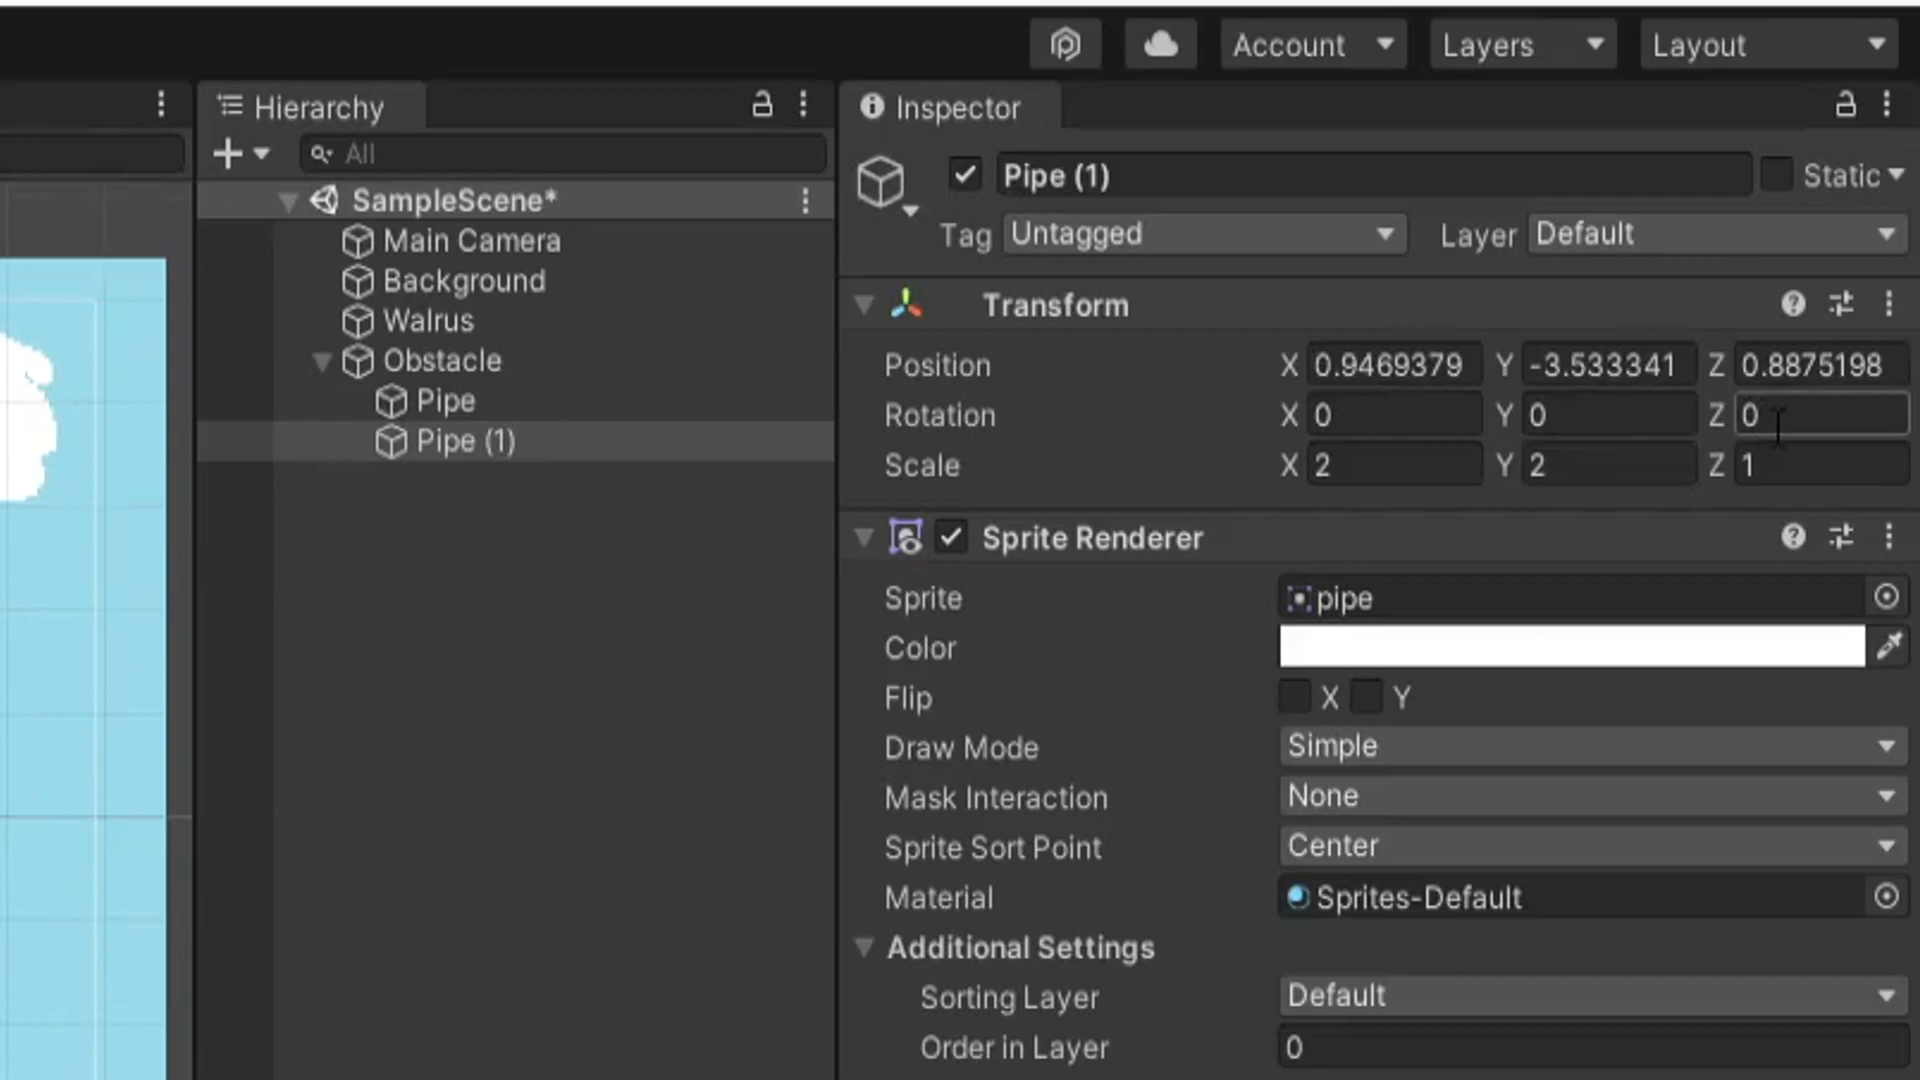 Account
Layers
Layout
Hierarchy
All
SampleScene*
Main Camera
Background
Walrus
Obstacle
Pipe
Pipe (1)
Inspector
Pipe (1)
Static
Tag Untagged
Layer Default
Transform
Position X 0.9469379 Y -3.533341 Z 0.8875198
Rotation X 0 Y 0 Z 0
Scale X 2 Y 2 Z 1
Sprite Renderer
Sprite pipe
Color
Flip X Y
Draw Mode Simple
Mask Interaction None
Sprite Sort Point Center
Material Sprites-Default
Additional Settings
Sorting Layer Default
Order in Layer 0